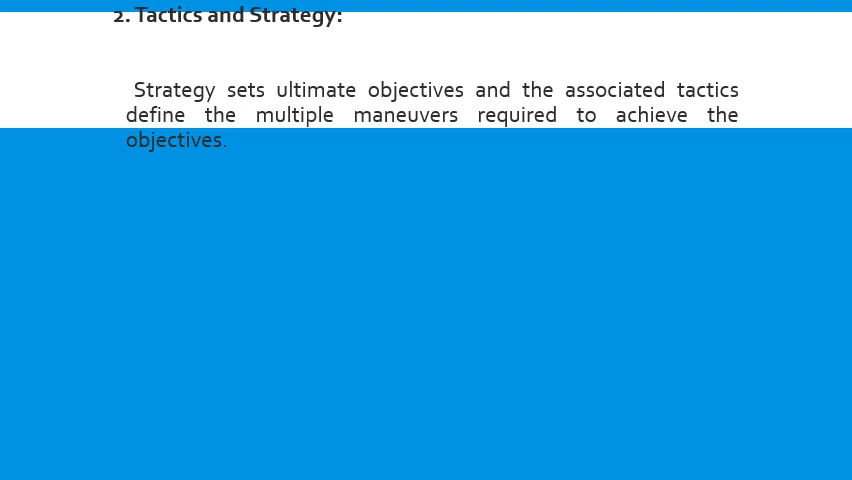 2. Tactics and Strategy:
Strategy sets ultimate objectives and the associated tactics
define the multiple maneuvers required to achieve the
objectives.